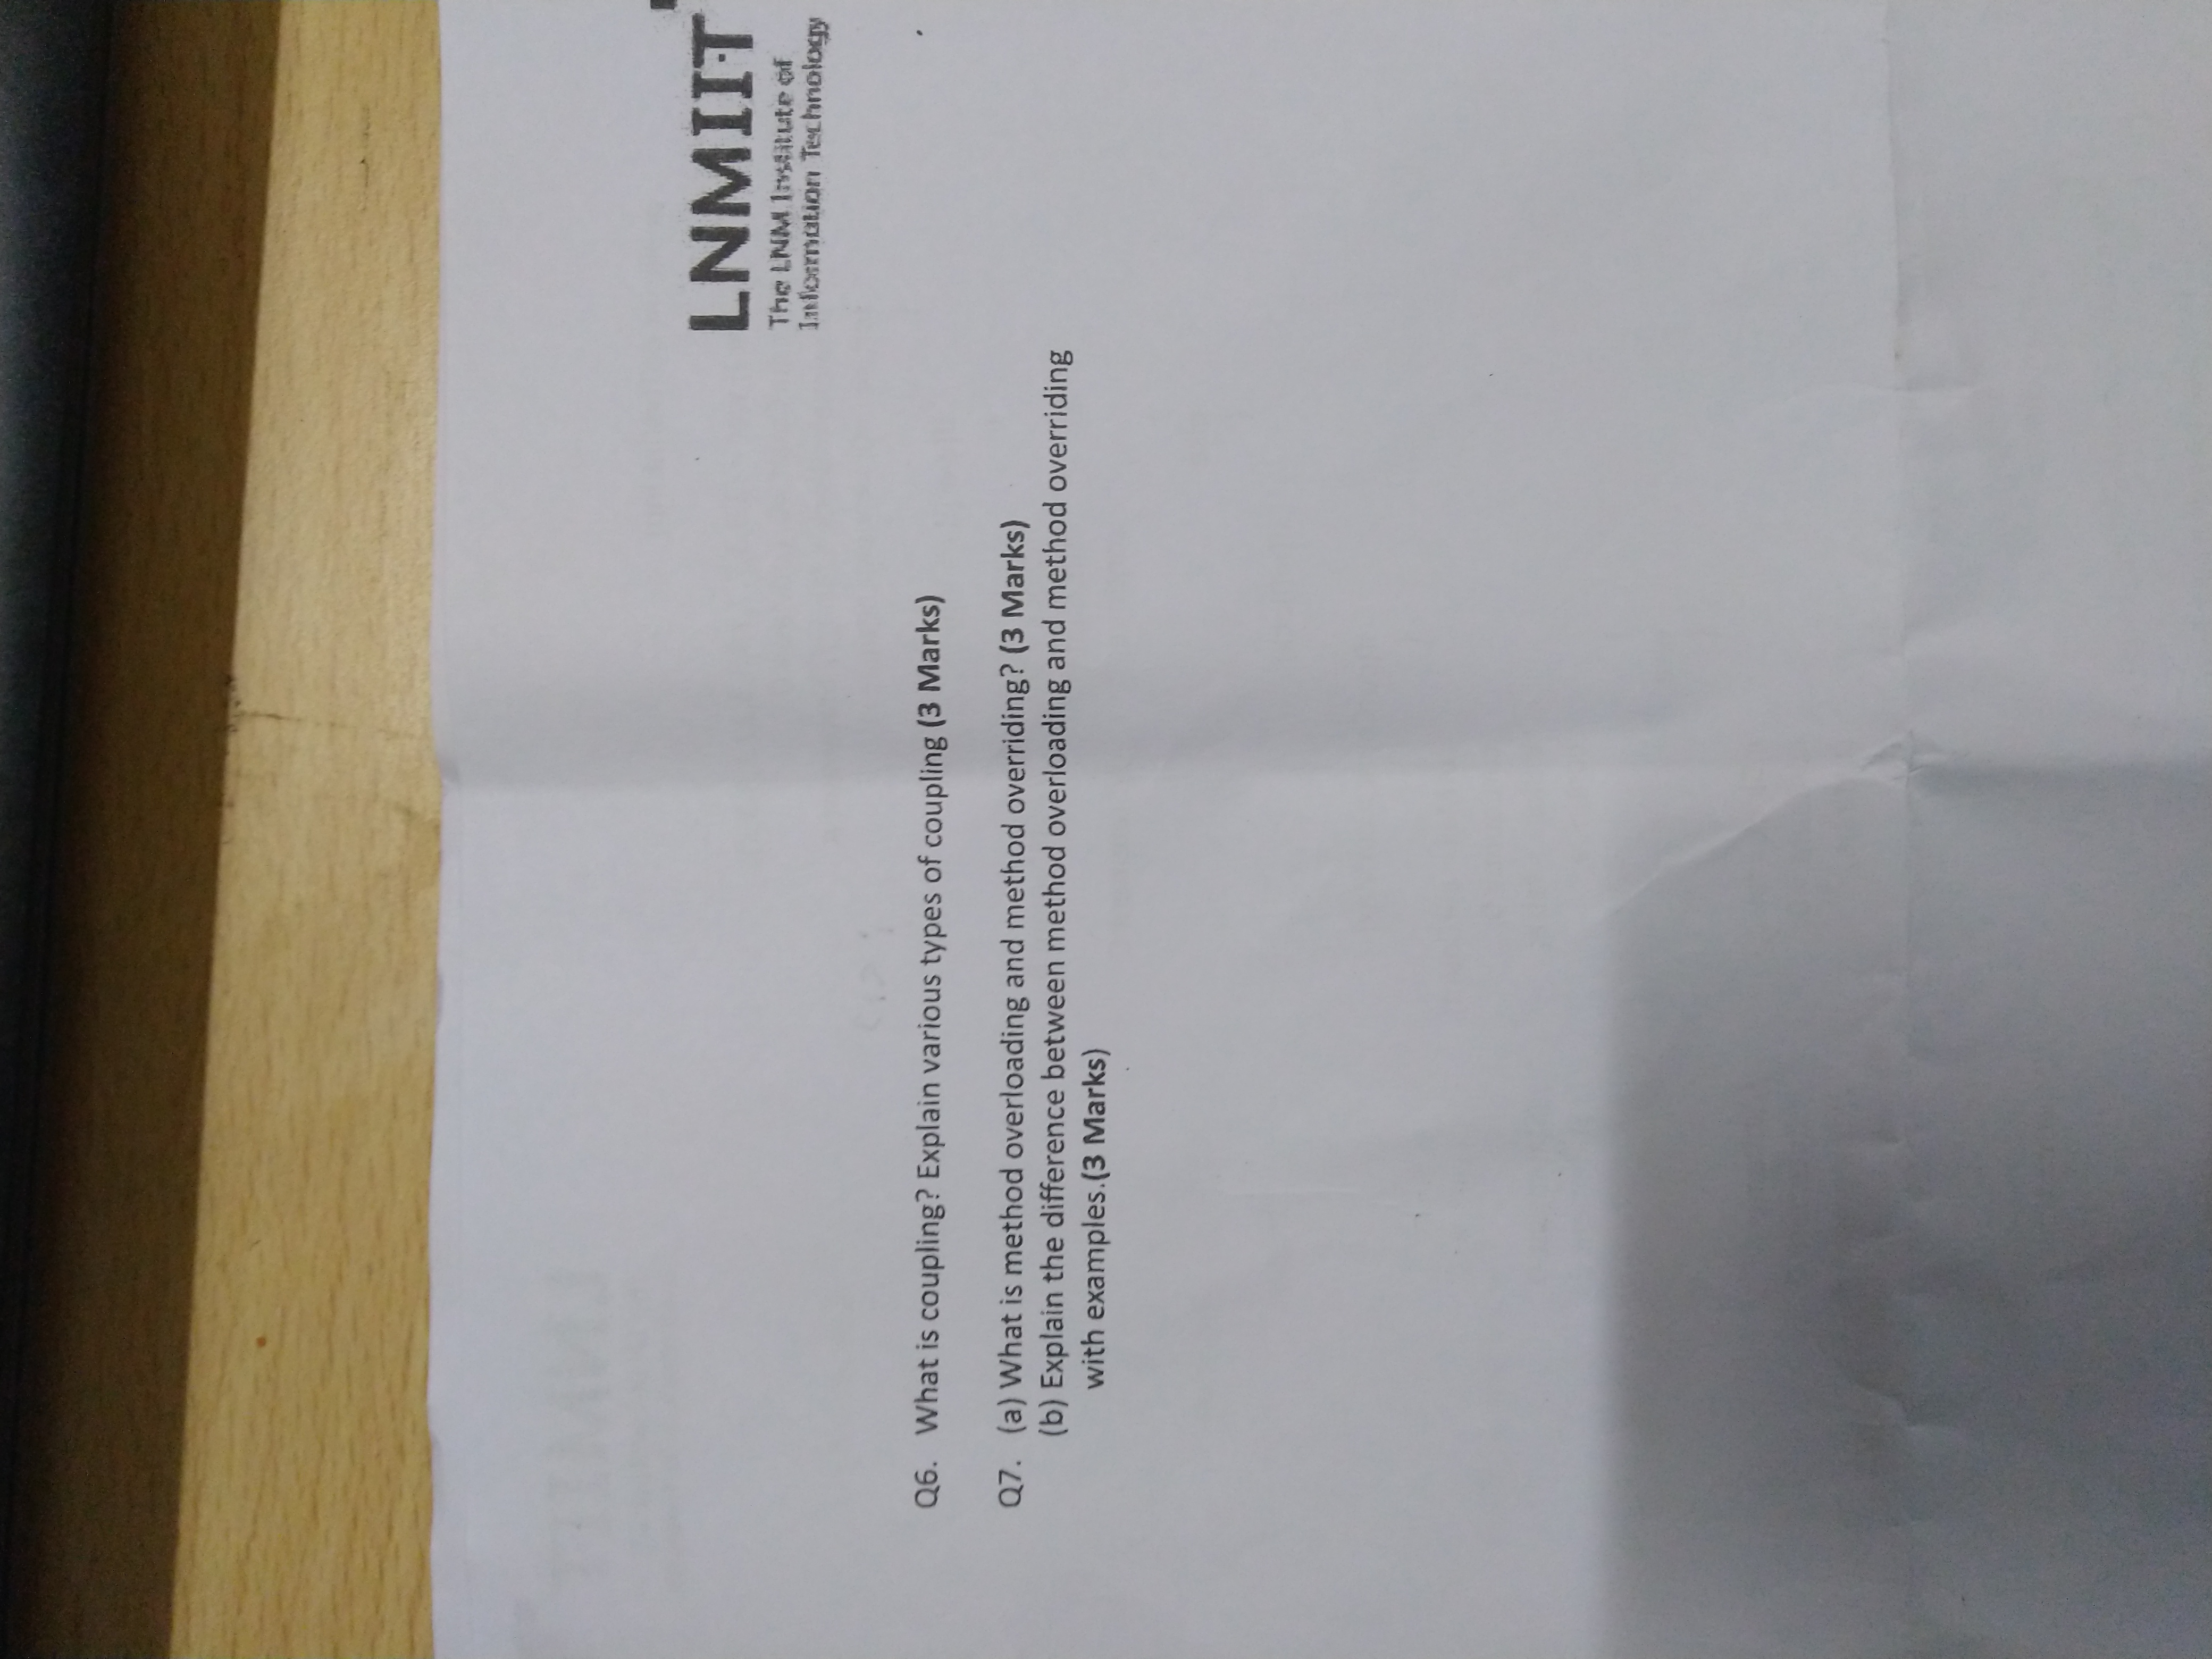 LNMIIT
The LNM Institute of
Information Technology
Q6. What is coupling? Explain various types of coupling (3 Marks)
Q7. (a) What is method overloading and method overriding? (3 Marks)
(b) Explain the difference between method overloading and method overriding
with examples.(3 Marks)